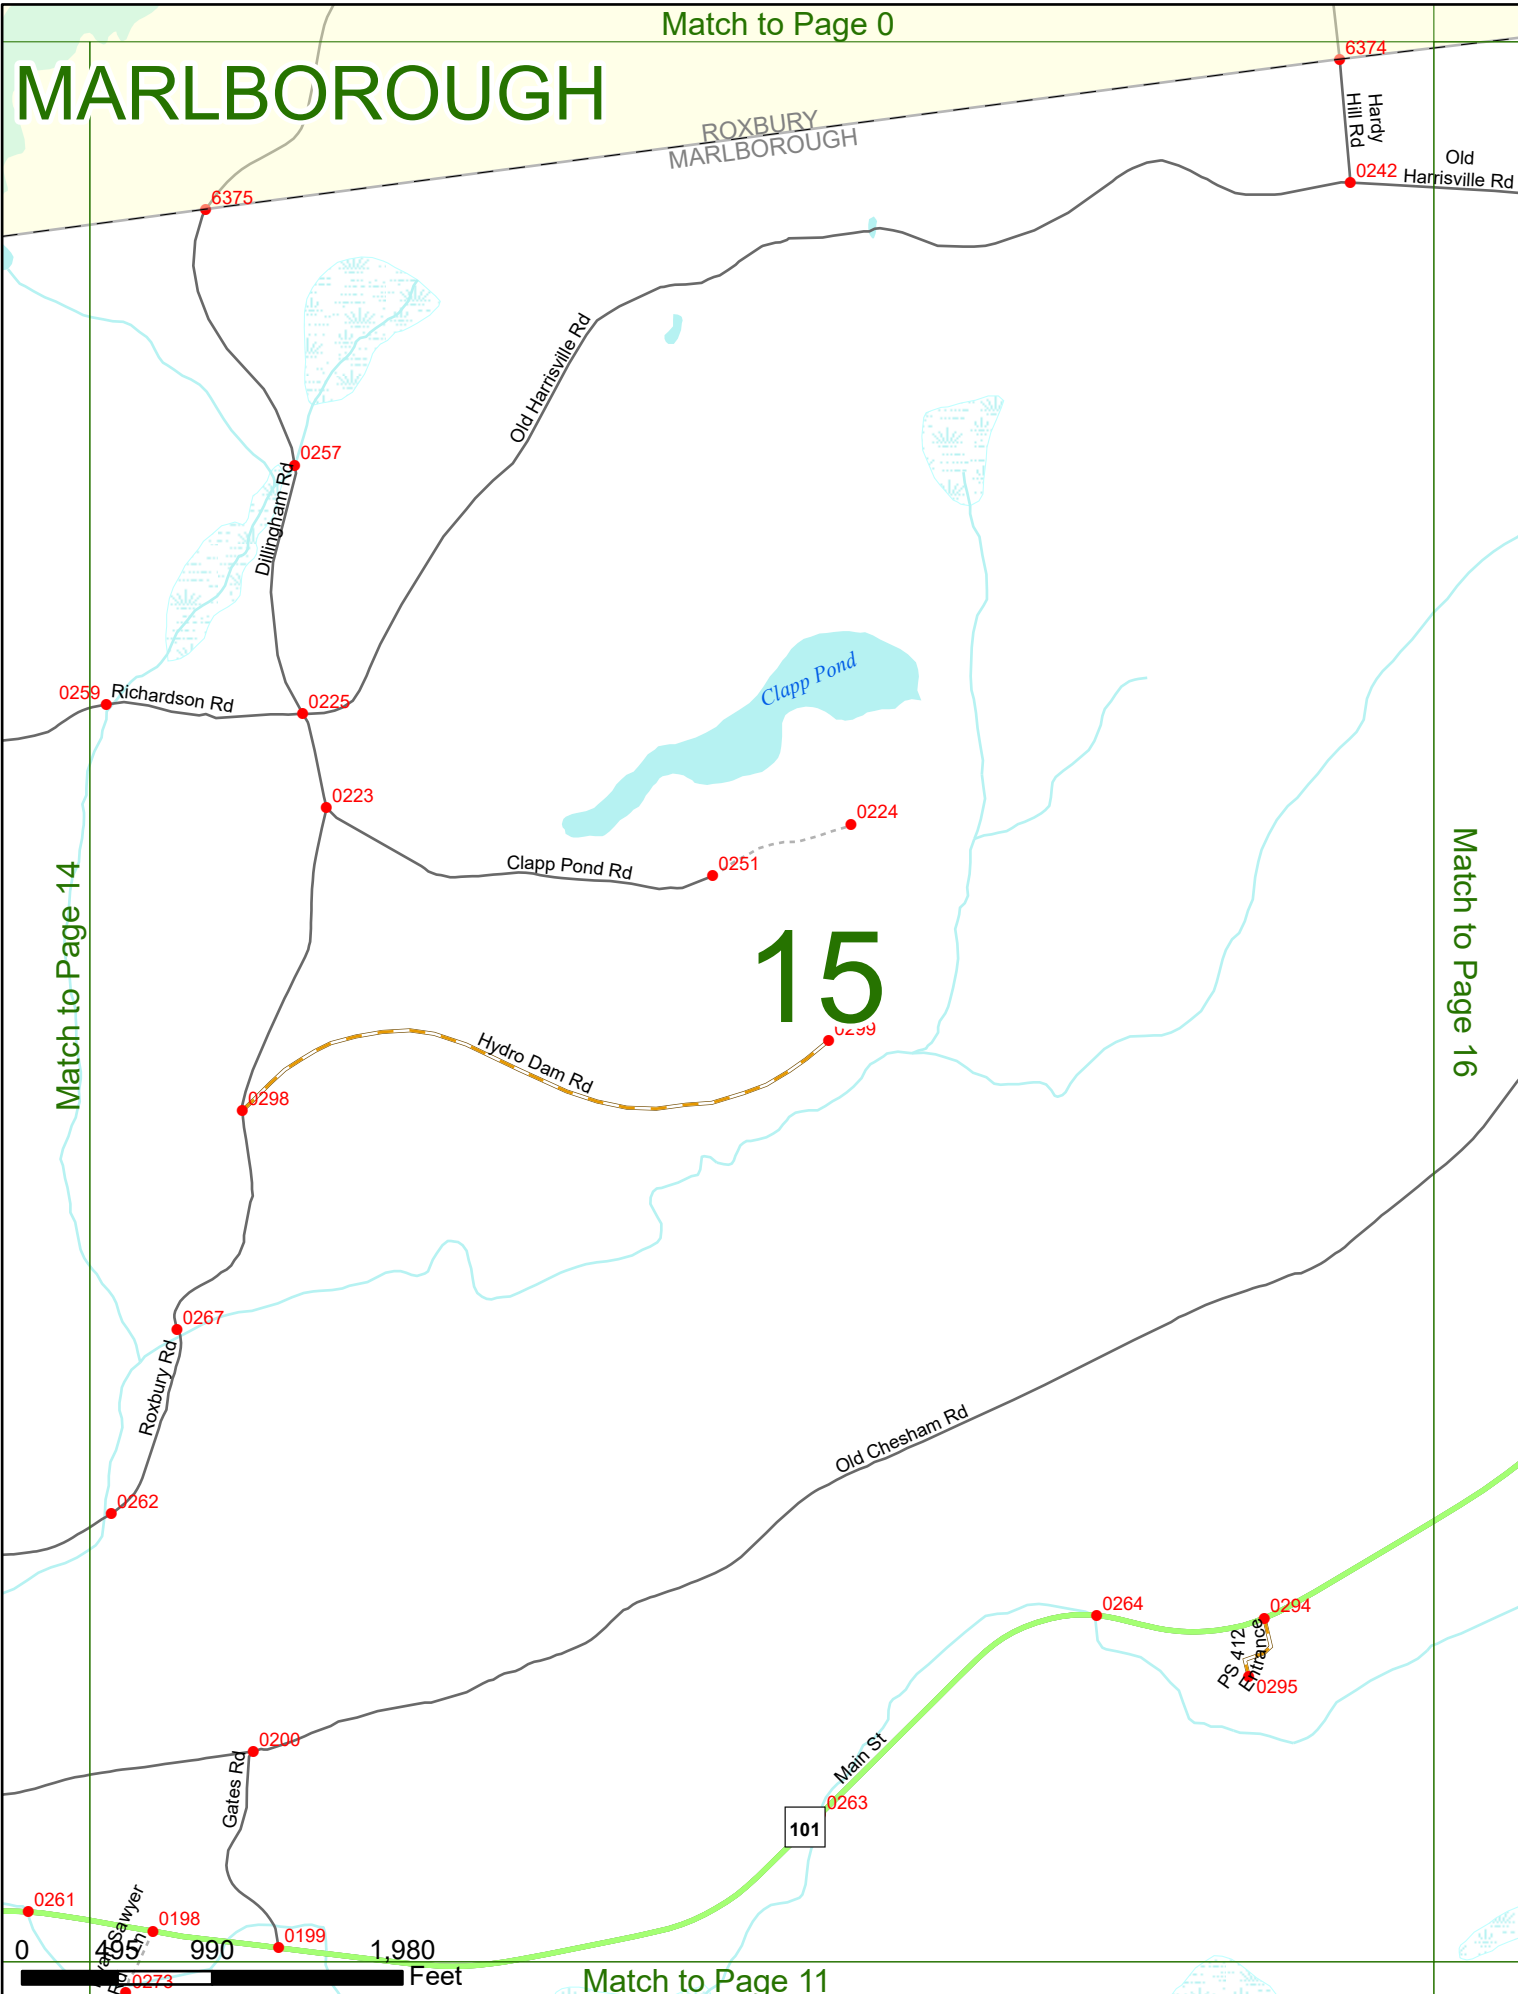 Match to Page 0
MARLBOROUGH
6374
Hardy
Hill Rd
ROXBURY
MARLBOROUGH
Old
Harrisville Rd
0242
6375
Old Harrisville Rd
0257
Dillingham Rd
Clapp Pond
0259
Richardson Rd
0225
0223
0224
Clapp Pond Rd
0251
Match to Page 14
Match to Page 16
15
0299
Hydro Dam Rd
0298
0267
Roxbury Rd
Old Chesham Rd
0262
0264
0294
PS 412
Entrance
0295
0200
Gates Rd
Main St
0263
101
0261
0198
Sawyer
0199
0 495 990 1,980
Feet
0273
Match to Page 11